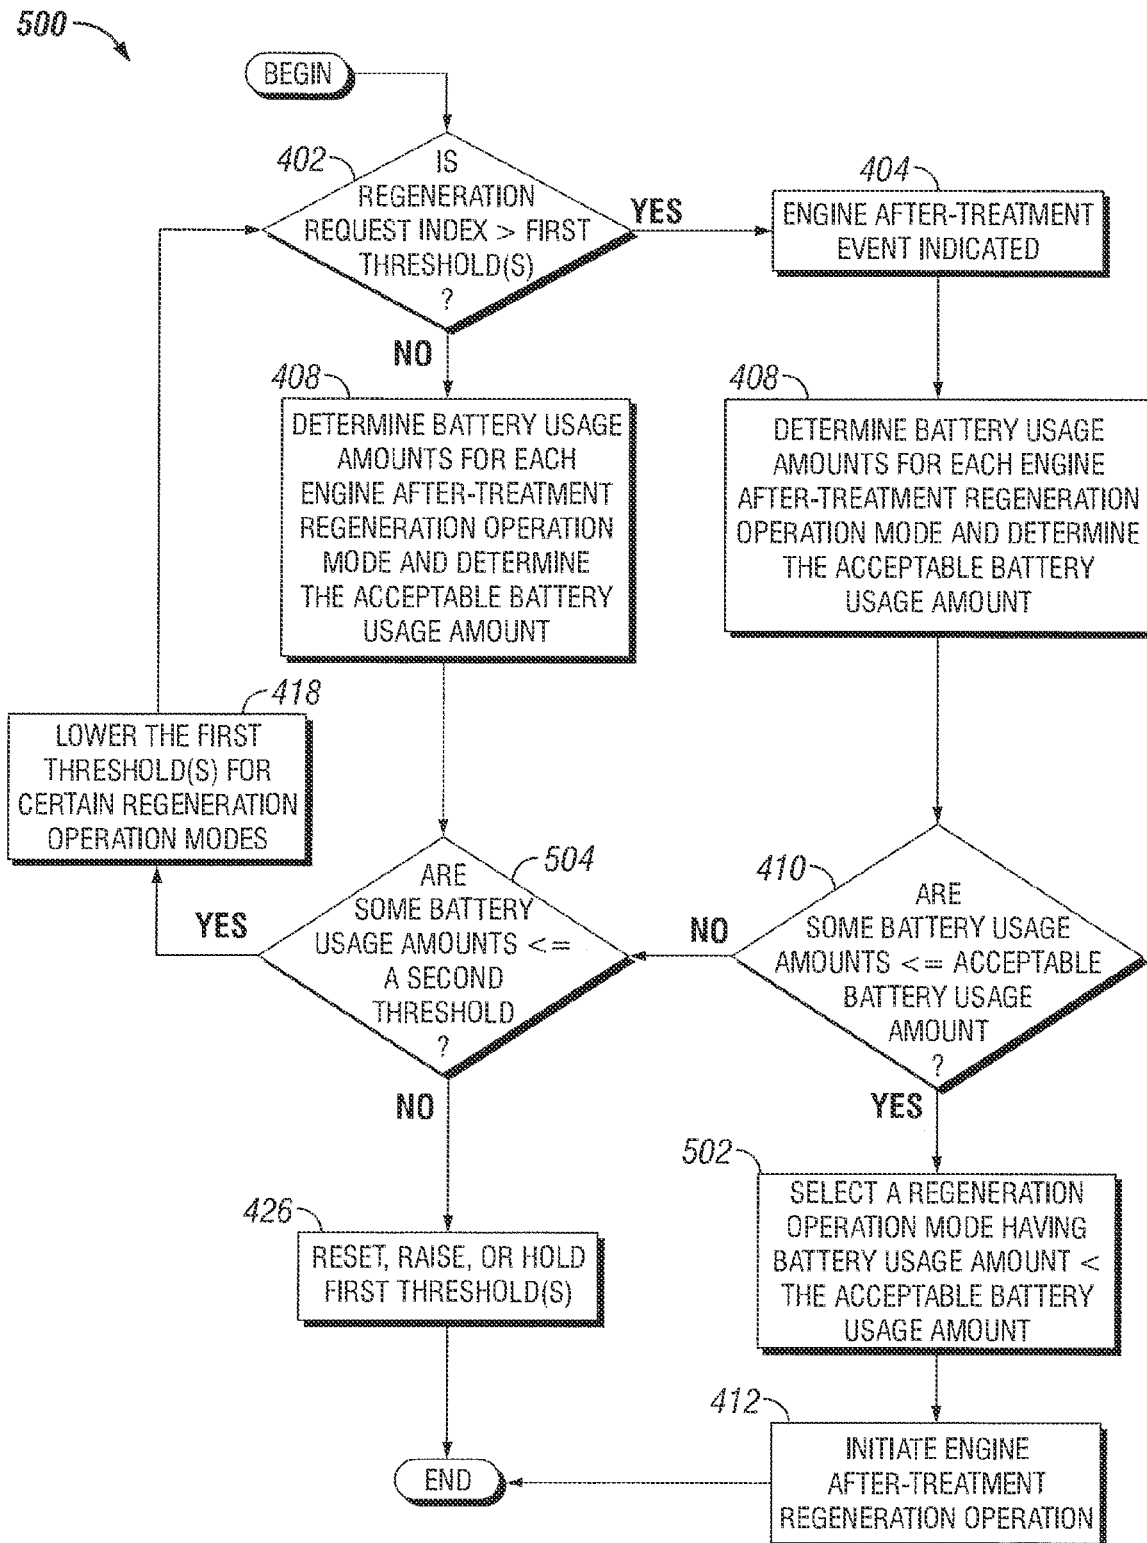 500
BEGIN
402
IS
REGENERATION
REQUEST INDEX > FIRST
THRESHOLD(S)
?
YES
404
ENGINE AFTER-TREATMENT
EVENT INDICATED
NO
408
DETERMINE BATTERY USAGE
AMOUNTS FOR EACH
ENGINE AFTER-TREATMENT
REGENERATION OPERATION
MODE AND DETERMINE
THE ACCEPTABLE BATTERY
USAGE AMOUNT
408
DETERMINE BATTERY USAGE
AMOUNTS FOR EACH ENGINE
AFTER-TREATMENT REGENERATION
OPERATION MODE AND DETERMINE
THE ACCEPTABLE BATTERY
USAGE AMOUNT
418
LOWER THE FIRST
THRESHOLD(S) FOR
CERTAIN REGENERATION
OPERATION MODES
YES
504
ARE
SOME BATTERY
USAGE AMOUNTS <=
A SECOND
THRESHOLD
?
NO
410
ARE
SOME BATTERY USAGE
AMOUNTS <= ACCEPTABLE
BATTERY USAGE
AMOUNT
?
NO
YES
426
RESET, RAISE, OR HOLD
FIRST THRESHOLD(S)
502
SELECT A REGENERATION
OPERATION MODE HAVING
BATTERY USAGE AMOUNT <
THE ACCEPTABLE BATTERY
USAGE AMOUNT
412
INITIATE ENGINE
AFTER-TREATMENT
REGENERATION OPERATION
END